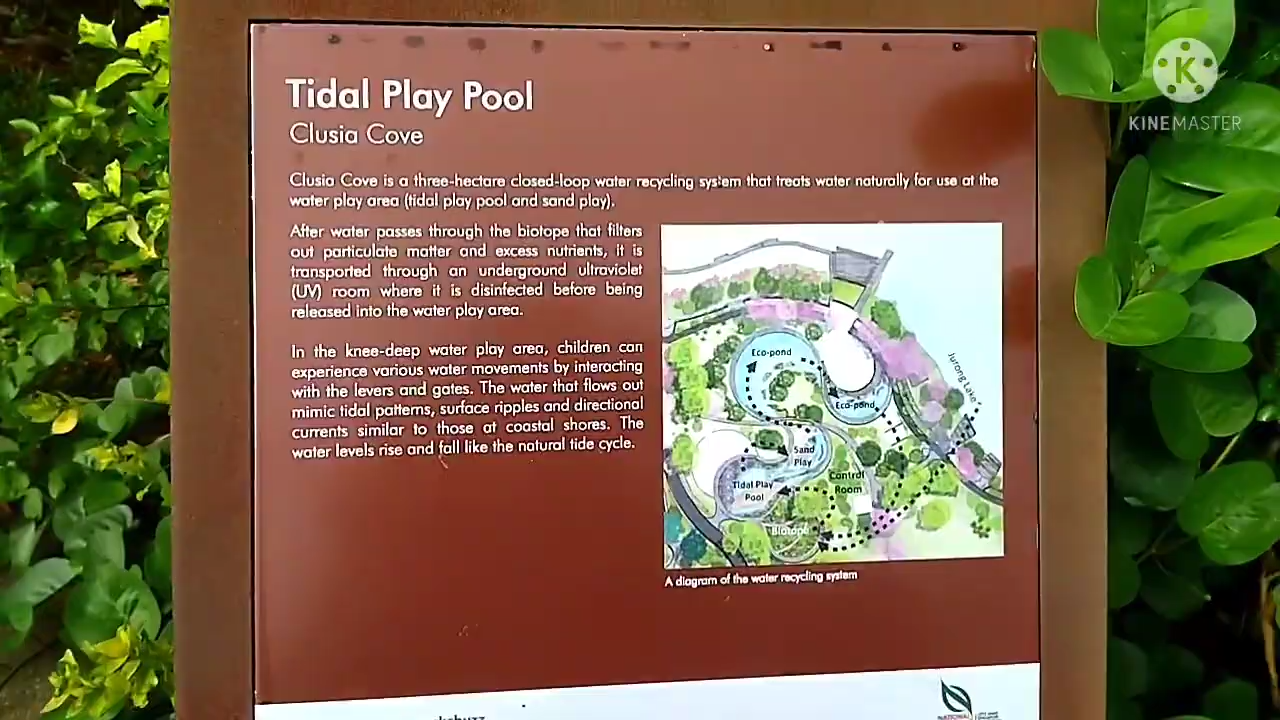 Tidal Play Pool
Clusia Cove
Clusia Cove is a three-hectare closed-loop water recycling system that treats water naturally for use at the
water play area (tidal play pool and sand play).
After water passes through the biotope that filters
out particulate matter and excess nutrients, it is
transported through an underground ultraviolet
(UV) room where it is disinfected before being
released into the water play area.
In the knee-deep water play area, children can
experience various water movements by interacting
with the levers and gates. The water that flows out
mimic tidal patterns, surface ripples and directional
currents similar to those at coastal shores. The
water levels rise and fall like the natural tide cycle.
Eco-pond
Eco-pond
Jurong Lake
Sand
Play
Control
Room
Tidal Play
Pool
Biotope
A diagram of the water recycling system
K
KINEMASTER